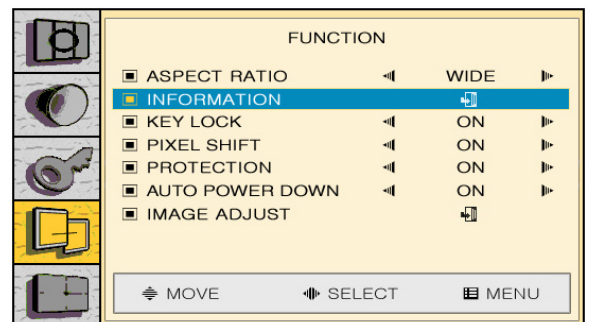 FUNCTION
ASPECT RATIO WIDE
INFORMATION
KEY LOCK ON
PIXEL SHIFT ON
PROTECTION ON
AUTO POWER DOWN ON
IMAGE ADJUST
MOVE SELECT MENU